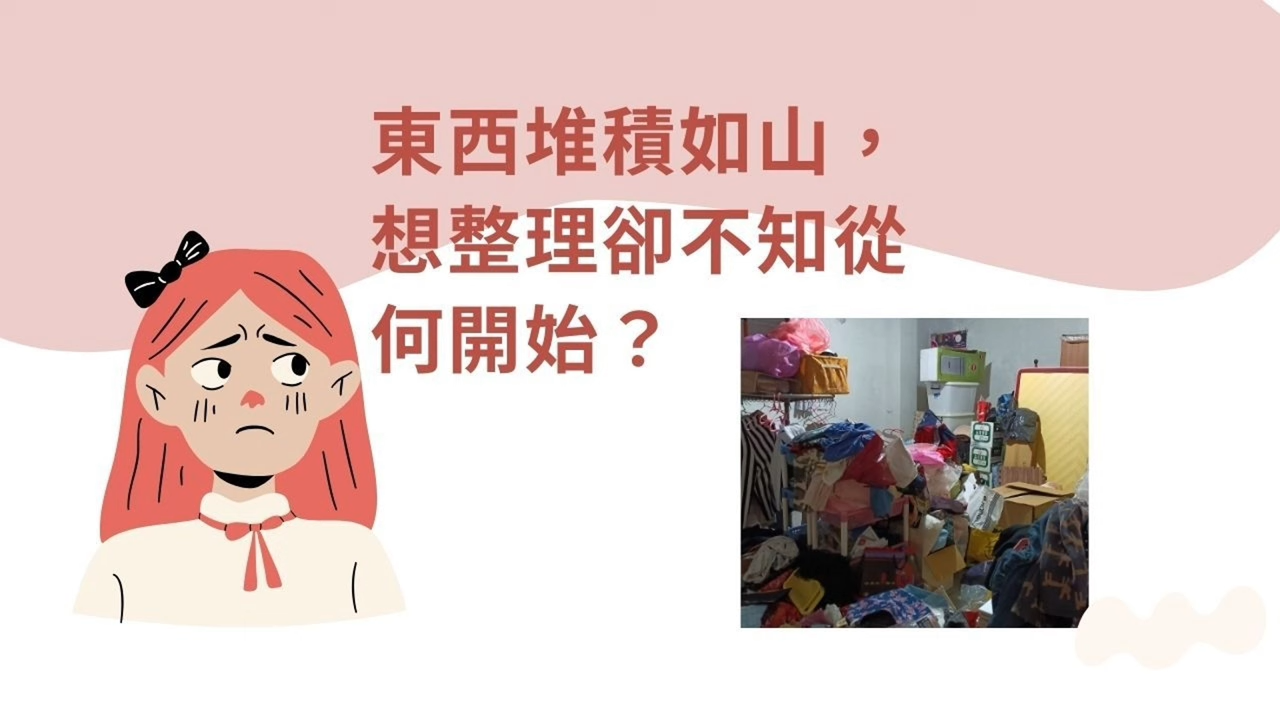 東西堆積如山，
想整理卻不知從
何開始？